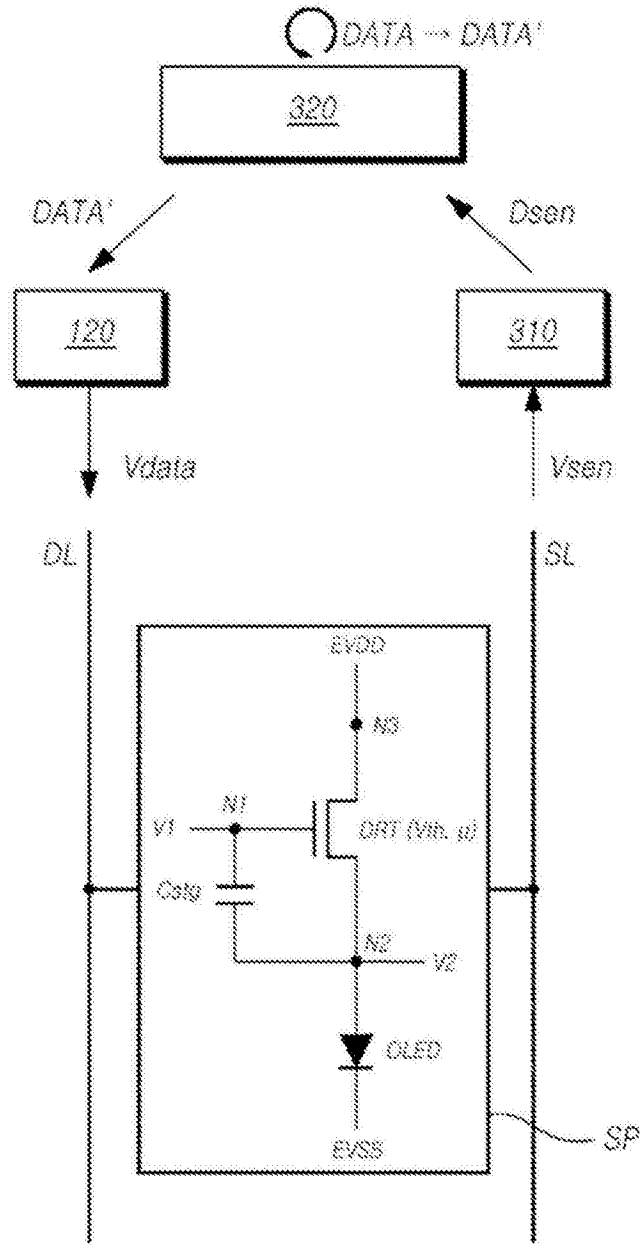 DATA → DATA'
320
DATA'
Dsen
120
310
Vdata
Vsen
DL
SL
EVDD
N3
N1
V1
DRT (Vth, μ)
Cstg
N2
V2
OLED
EVSS
SP